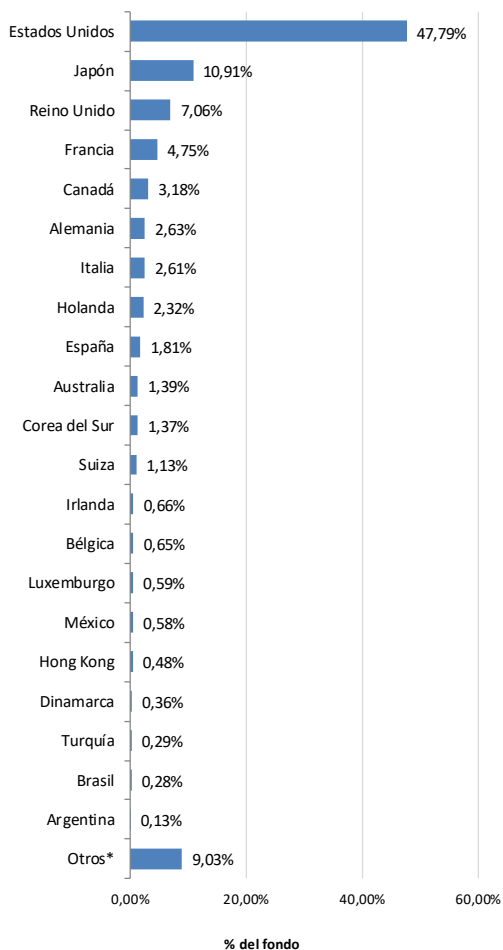 Estados Unidos 47,79%
Japón 10,91%
Reino Unido 7,06%
Francia 4,75%
Canadá 3,18%
Alemania 2,63%
Italia 2,61%
Holanda 2,32%
España 1,81%
Australia 1,39%
Corea del Sur 1,37%
Suiza 1,13%
Irlanda 0,66%
Bélgica 0,65%
Luxemburgo 0,59%
México 0,58%
Hong Kong 0,48%
Dinamarca 0,36%
Turquía 0,29%
Brasil 0,28%
Argentina 0,13%
Otros* 9,03%
0,00% 20,00% 40,00% 60,00%
% del fondo